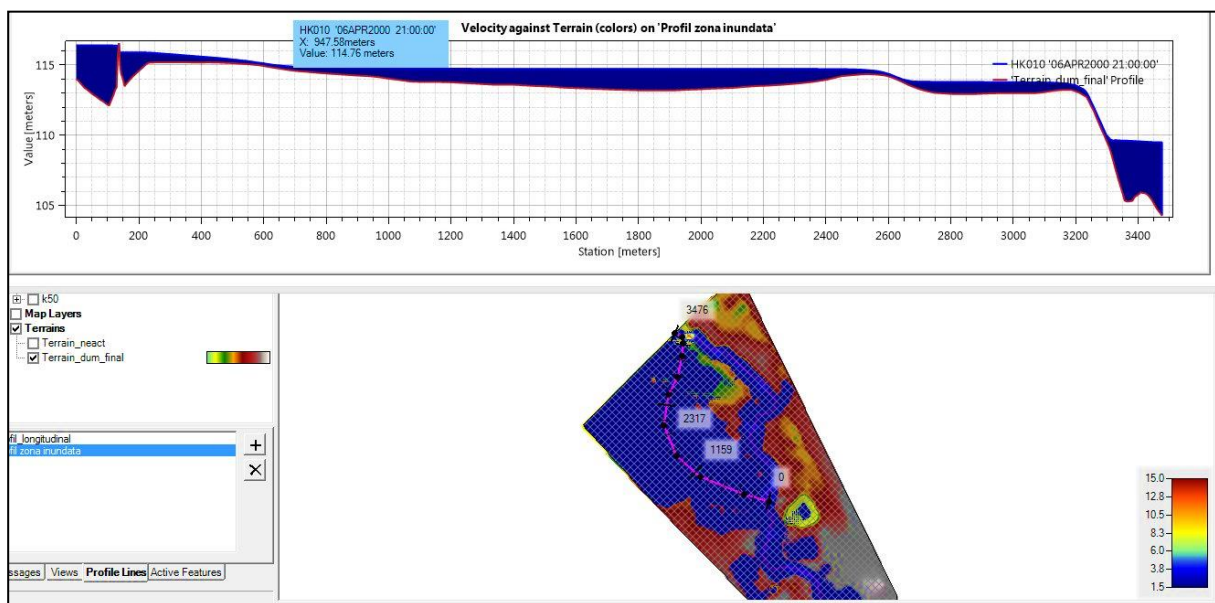 Velocity against Terrain (colors) on 'Profil zona inundata'
HK010 '06APR2000 21:00:00'
X: 947.58meters
Value: 114.76 meters
HK010 '06APR2000 21:00:00'
'Terrain_dum_final' Profile
Value [meters]
115
110
105
0 200 400 600 800 1000 1200 1400 1600 1800 2000 2200 2400 2600 2800 3000 3200 3400
Station [meters]
k50
Map Layers
Terrains
Terrain_neact
Terrain_dum_final
fil_longitudinal
fil zona inundata
+
X
ssages Views Profile Lines Active Features
3476
2317
1159
0
15.0
12.8
10.5
8.3
6.0
3.8
1.5